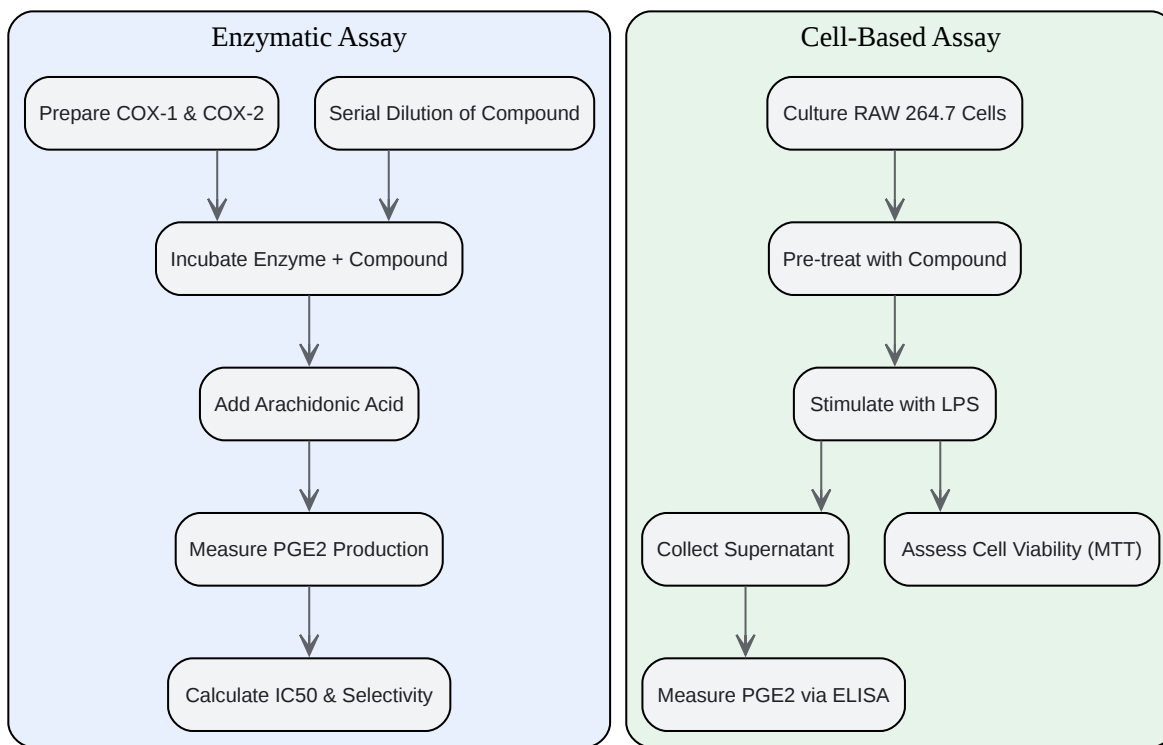 Enzymatic Assay
Prepare COX-1 & COX-2
Serial Dilution of Compound
Incubate Enzyme + Compound
Add Arachidonic Acid
Measure PGE2 Production
Calculate IC50 & Selectivity
Cell-Based Assay
Culture RAW 264.7 Cells
Pre-treat with Compound
Stimulate with LPS
Collect Supernatant
Assess Cell Viability (MTT)
Measure PGE2 via ELISA